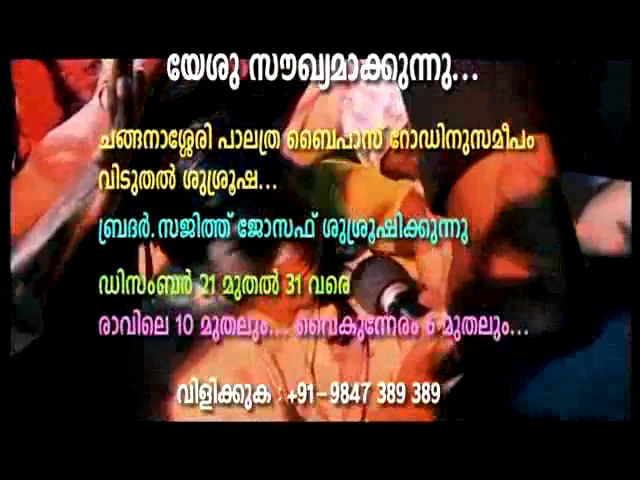 യേശു സൗഖ്യമാക്കുന്നു...
ചങ്ങനാശ്ശേരി പാലത്ര ബൈപ്പാസ് റോഡിനുസമീപം
വിടുതൽ ശുശ്രൂഷ...
ബ്രദർ.സജിത്ത് ജോസഫ് ശുശ്രൂഷിക്കുന്നു
ഡിസംബർ 21 മുതൽ 31 വരെ
രാവിലെ 10 മുതലും.... വൈകുന്നേരം 6 മുതലും...
വിളിക്കുക : +91-9847 389 389